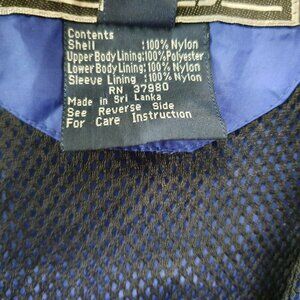 Contents
Shell :100% Nylon
Upper Body Lining:100% Polyester
Lower Body Lining:100% Nylon
Sleeve Lining :100% Nylon
RN 37980
Made in Sri Lanka
See Reverse Side
For Care Instruction